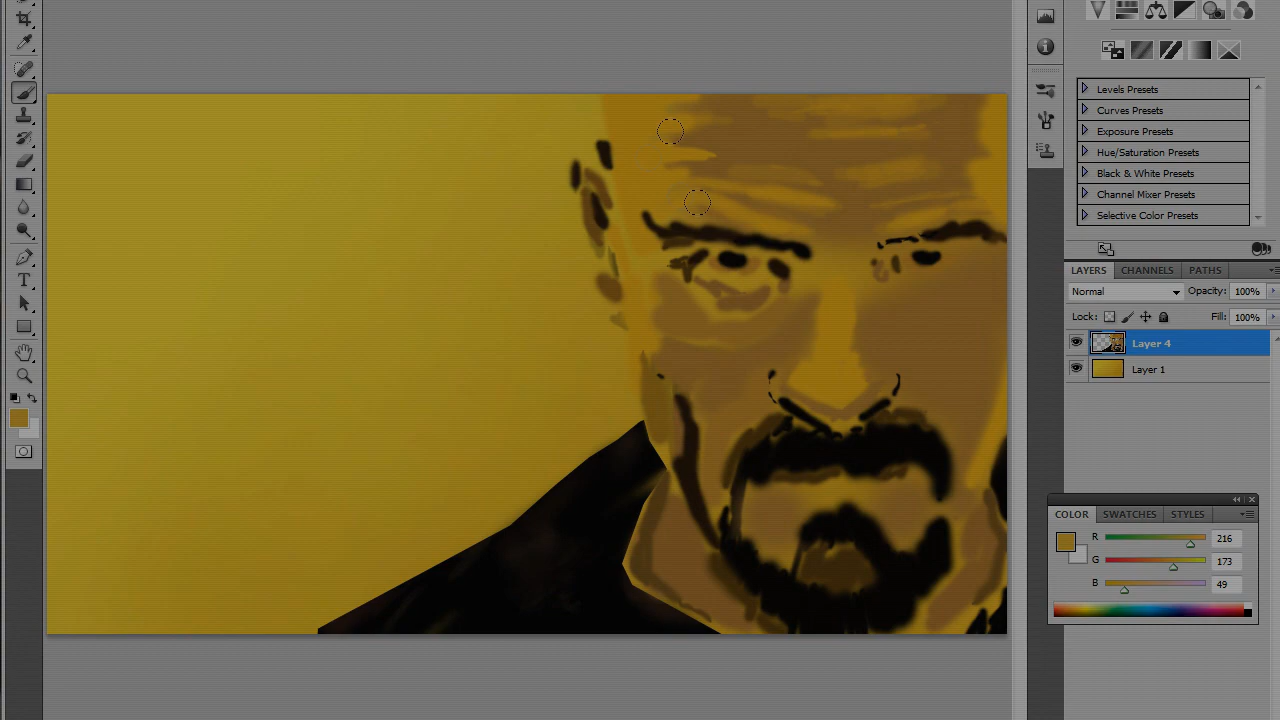 Levels Presets
Curves Presets
Exposure Presets
Hue/Saturation Presets
Black & White Presets
Channel Mixer Presets
Selective Color Presets
LAYERS CHANNELS PATHS
Normal Opacity: 100%
Lock: Fill: 100%
Layer 4
Layer 1
COLOR SWATCHES STYLES
R 216
G 173
B 49